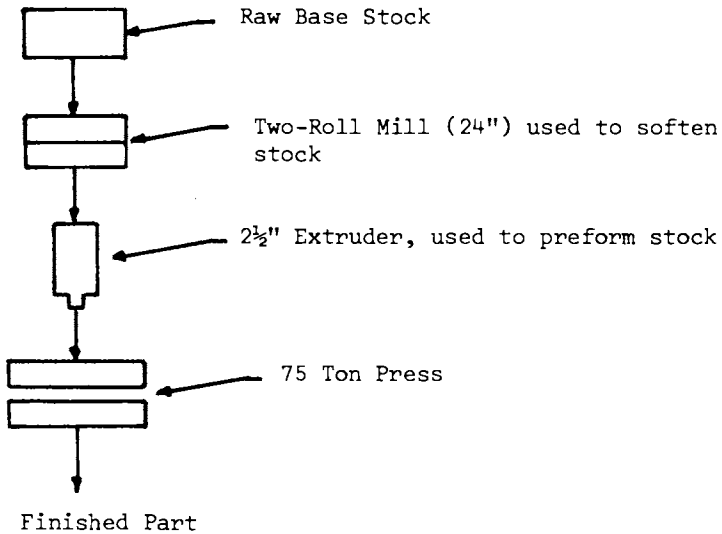 Raw Base Stock
Two-Roll Mill (24") used to soften
stock
2½" Extruder, used to preform stock
75 Ton Press
Finished Part